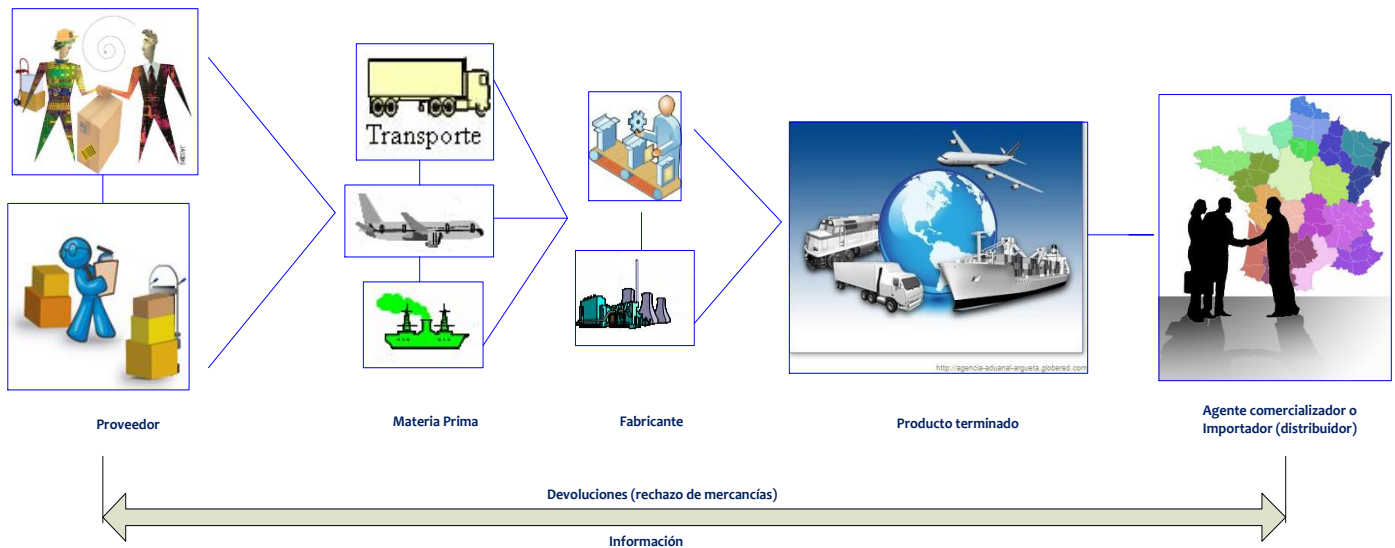 Transporte
http://agencia-aduanal-argueta.globered.com
Proveedor
Materia Prima
Fabricante
Producto terminado
Agente comercializador o
Importador (distribuidor)
Devoluciones (rechazo de mercancías)
Información